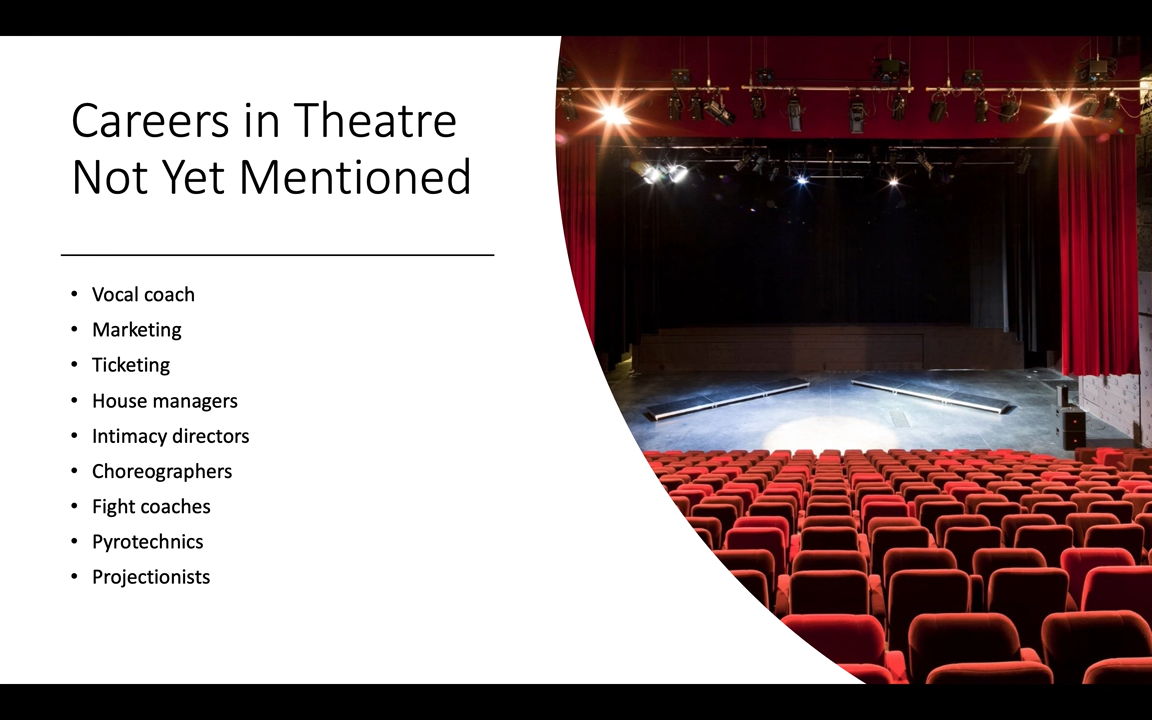 Careers in Theatre
Not Yet Mentioned
• Vocal coach
• Marketing
• Ticketing
• House managers
• Intimacy directors
• Choreographers
• Fight coaches
• Pyrotechnics
• Projectionists